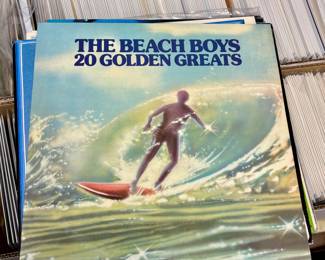 THE BEACH BOYS
20 GOLDEN GREATS